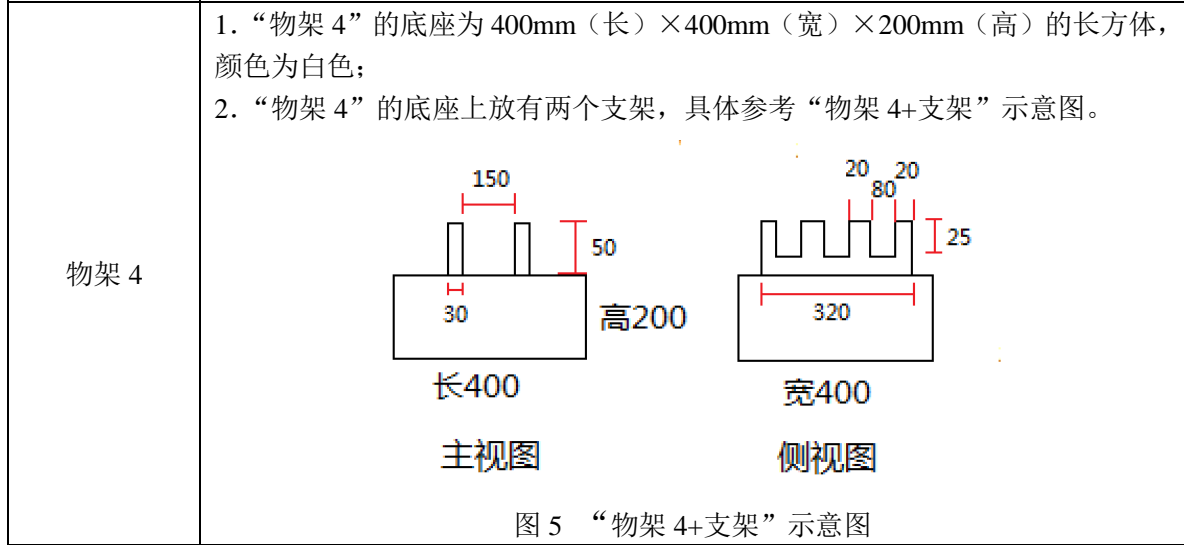 1.“物架 4”的底座为 400mm（长）×400mm（宽）×200mm（高）的长方体，
颜色为白色；
2.“物架 4”的底座上放有两个支架，具体参考“物架 4+支架”示意图。
物架 4
150
50
30
高200
长400
主视图
20
20
80
25
320
宽400
侧视图
图 5 “物架 4+支架”示意图